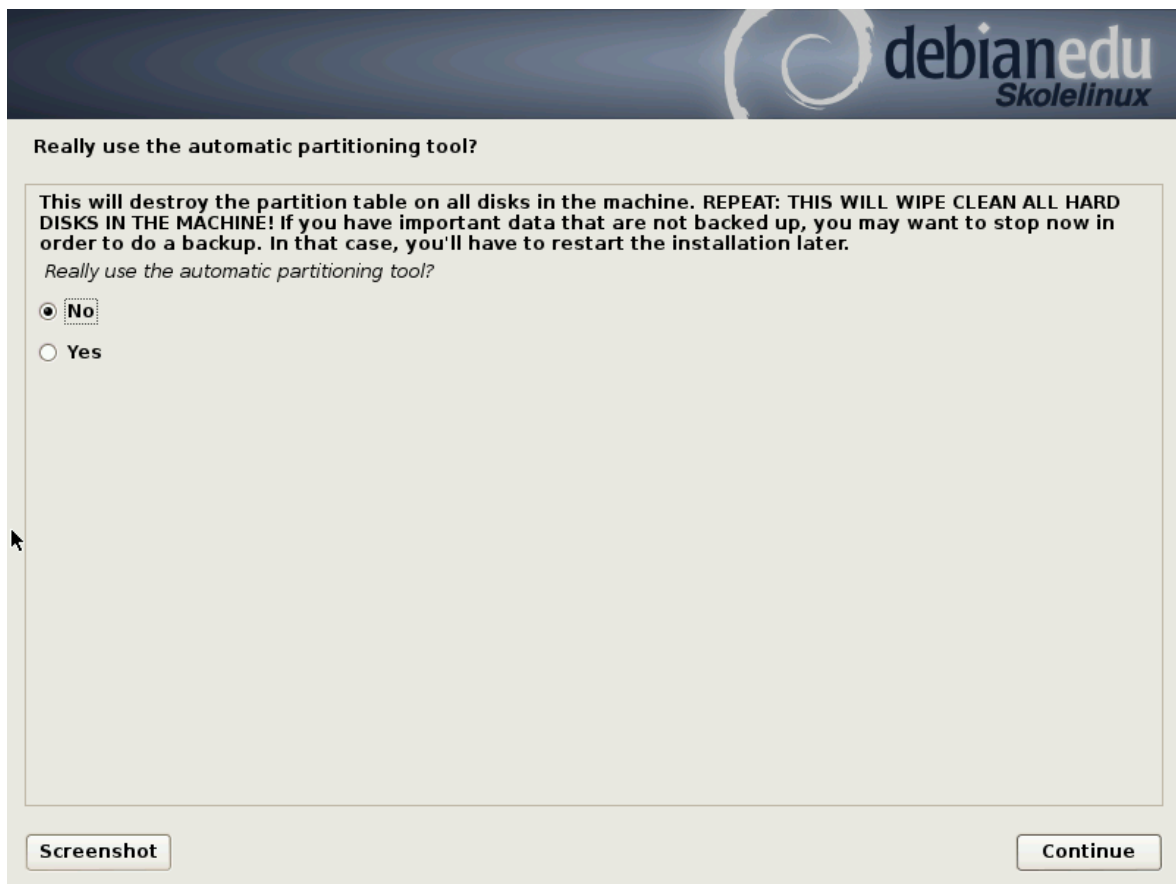 debianedu
Skolelinux
Really use the automatic partitioning tool?
This will destroy the partition table on all disks in the machine. REPEAT: THIS WILL WIPE CLEAN ALL HARD
DISKS IN THE MACHINE! If you have important data that are not backed up, you may want to stop now in
order to do a backup. In that case, you'll have to restart the installation later.
Really use the automatic partitioning tool?
No
Yes
Screenshot
Continue